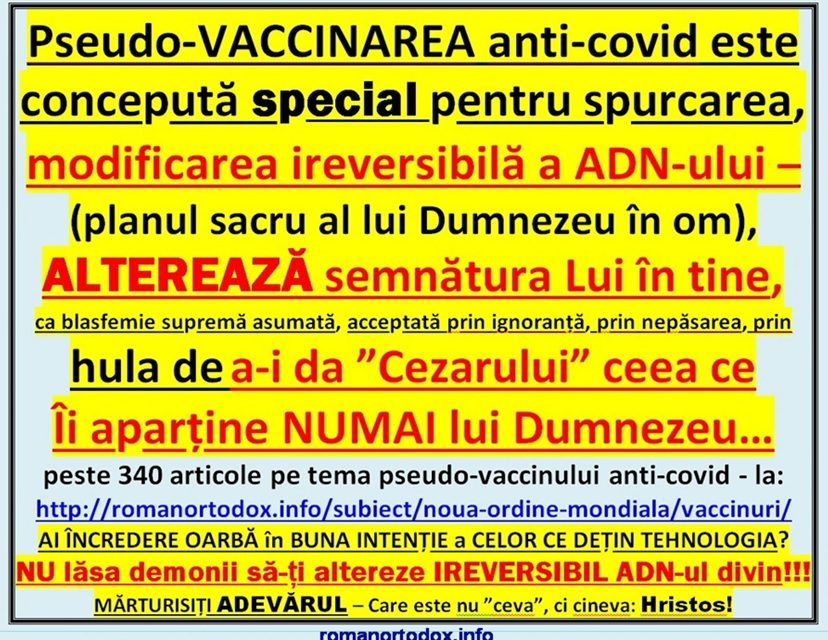 Pseudo-VACCINAREA anti-covid este
concepută special pentru spurcarea,
modificarea ireversibilă a ADN-ului –
(planul sacru al lui Dumnezeu în om),
ALTEREAZĂ semnătura Lui în tine,
ca blasfemie supremă asumată, acceptată prin ignoranță, prin nepăsarea, prin
hula de a-i da ”Cezarului” ceea ce
Îi aparține NUMAI lui Dumnezeu...
peste 340 articole pe tema pseudo-vaccinului anti-covid - la:
http://romanortodox.info/subiect/noua-ordine-mondiala/vaccinuri/
AI ÎNCREDERE OARBĂ în BUNA INTENȚIE a CELOR CE DEȚIN TEHNOLOGIA?
NU lăsa demonii să-ți altereze IREVERSIBIL ADN-ul divin!!!
MĂRTURISIȚI ADEVĂRUL – Care este nu ”ceva”, ci cineva: Hristos!
romanortodox.info